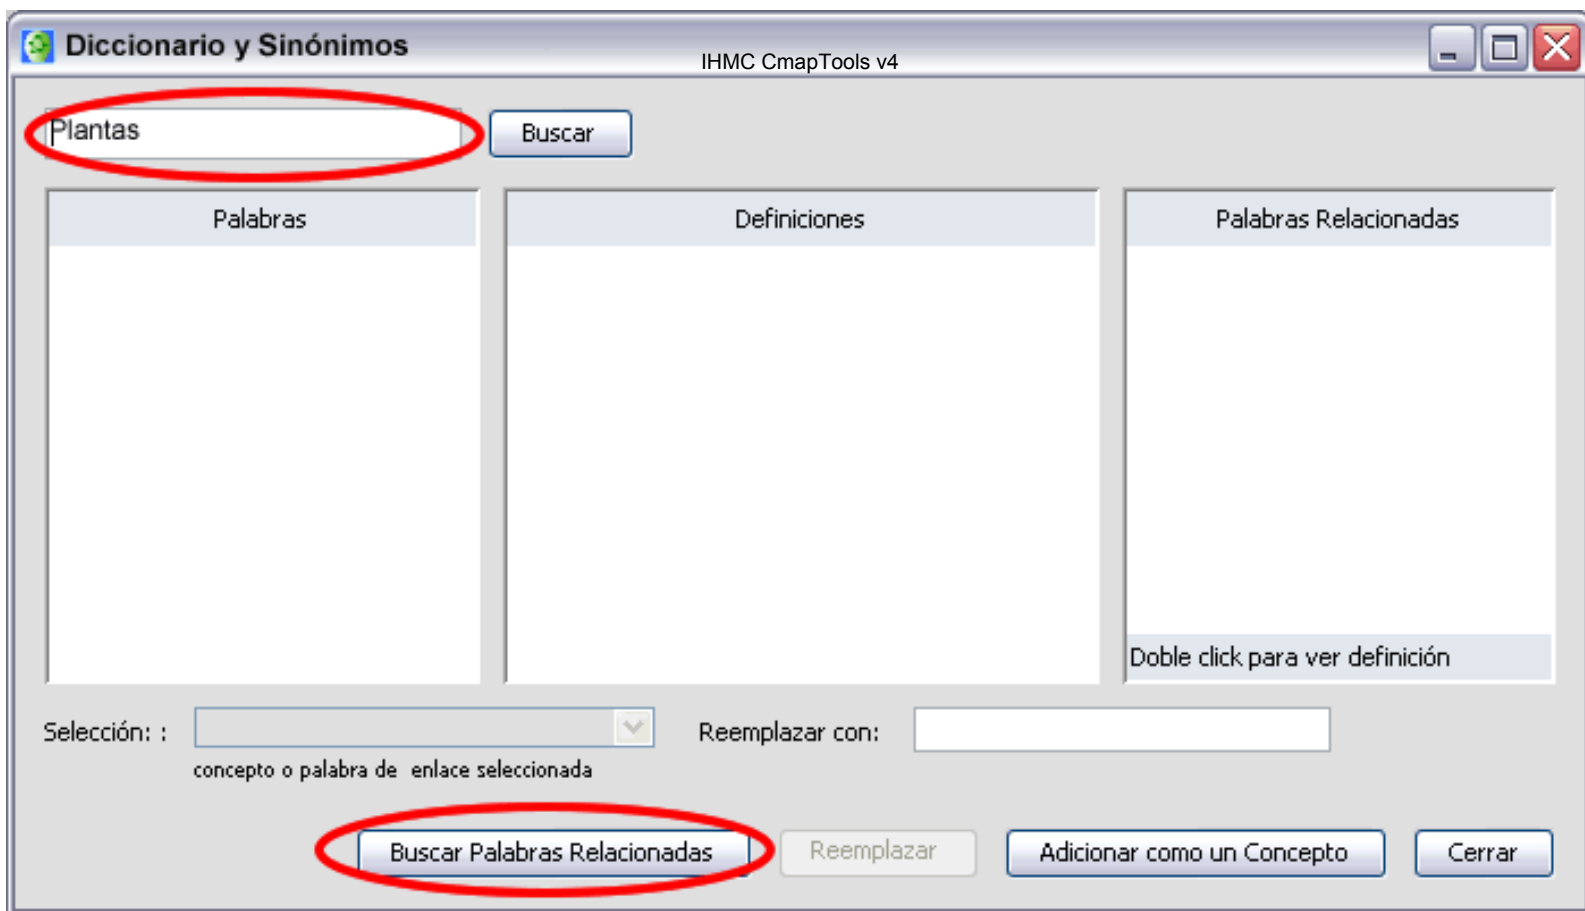 Diccionario y Sinónimos
IHMC CmapTools v4
Plantas
Buscar
Palabras
Definiciones
Palabras Relacionadas
Doble click para ver definición
Selección: :
Reemplazar con:
concepto o palabra de enlace seleccionada
Buscar Palabras Relacionadas
Reemplazar
Adicionar como un Concepto
Cerrar